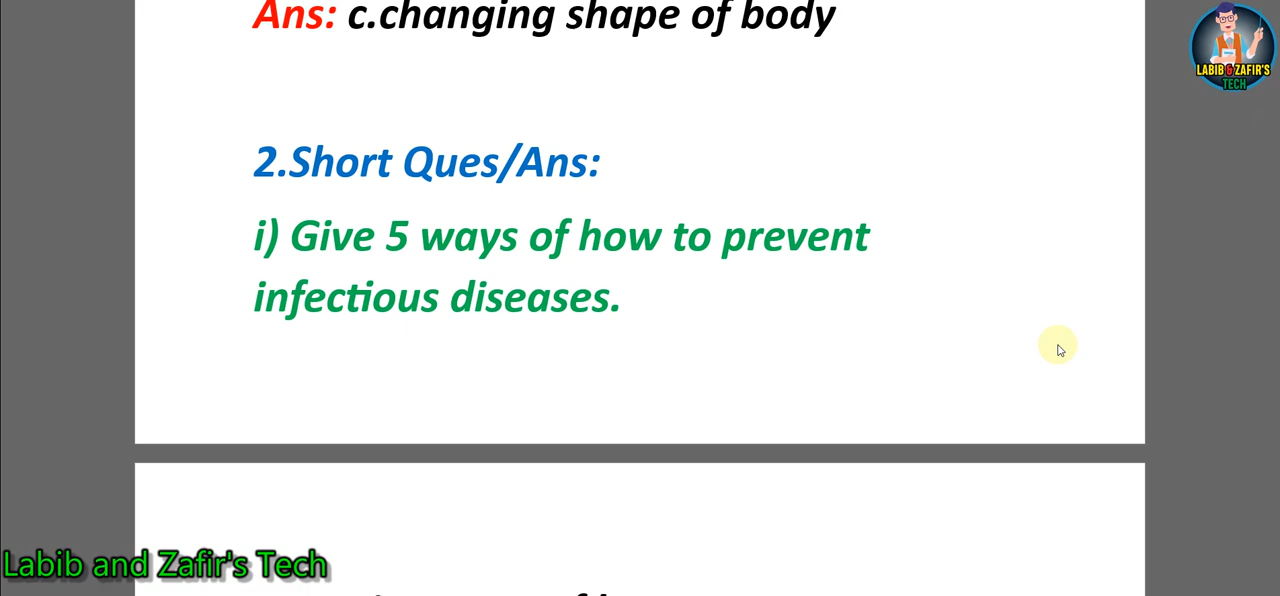 Ans: c.changing shape of body
LABIB & ZAFIR'S
TECH
2.Short Ques/Ans:
i) Give 5 ways of how to prevent
infectious diseases.
Labib and Zafir's Tech